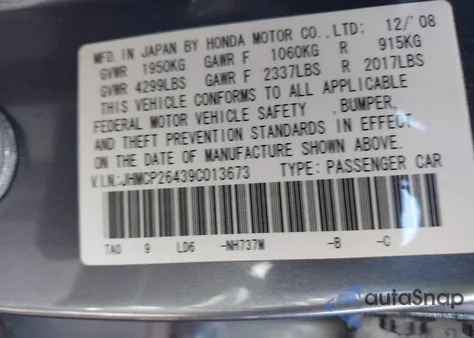 MFD. IN JAPAN BY HONDA MOTOR CO., LTD: 12/'08
GVWR 1950KG GAWR F 1060KG R 915KG
GVWR 4299LBS GAWR F 2337LBS R 2017LBS
THIS VEHICLE CONFORMS TO ALL APPLICABLE
FEDERAL MOTOR VEHICLE SAFETY ,BUMPER,
AND THEFT PREVENTION STANDARDS IN EFFECT
ON THE DATE OF MANUFACTURE SHOWN ABOVE.
V.I.N:JHMCP26439C013673 TYPE: PASSENGER CAR
TA0 9 LD6 -NH737M -B -C
autoSnap